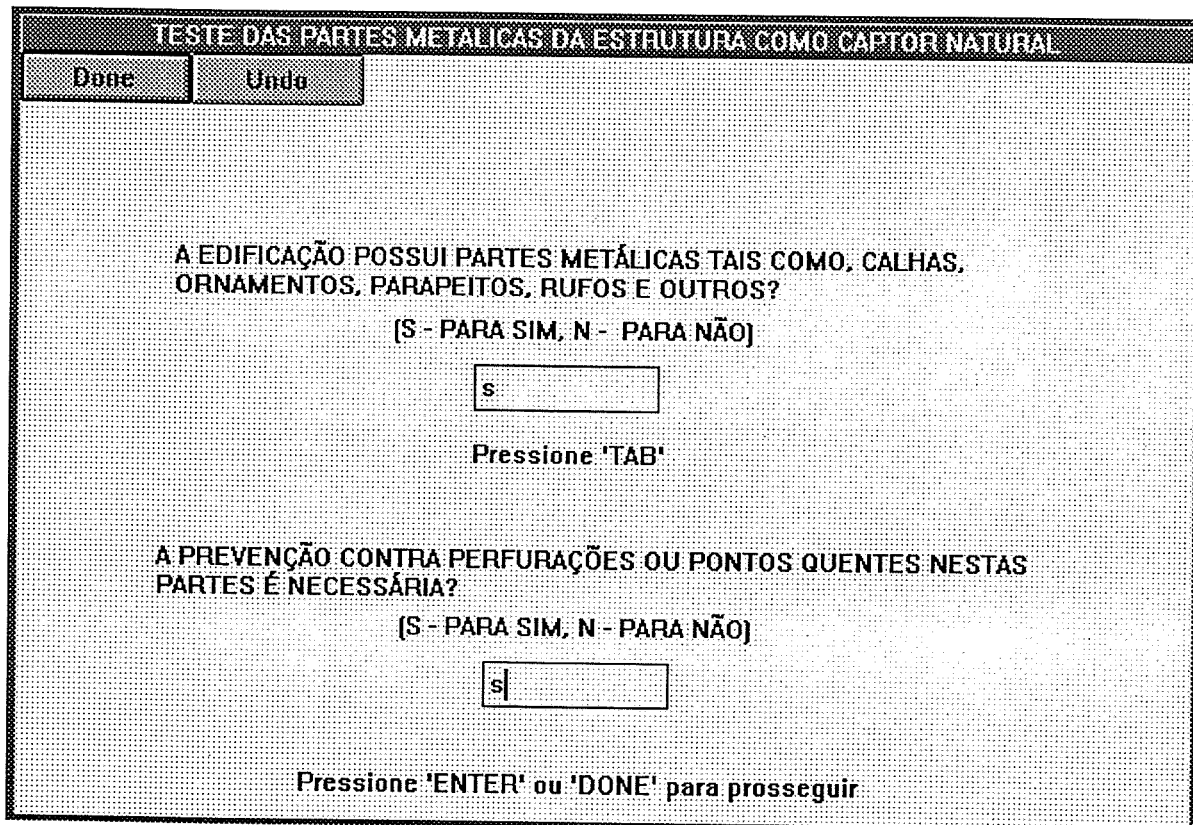 TESTE DAS PARTES METALICAS DA ESTRUTURA COMO CAPTOR NATURAL
Done Undo
A EDIFICAÇÃO POSSUI PARTES METÁLICAS TAIS COMO, CALHAS,
ORNAMENTOS, PARAPEITOS, RUFOS E OUTROS?
(S - PARA SIM, N - PARA NÃO)
s
Pressione 'TAB'
A PREVENÇÃO CONTRA PERFURAÇÕES OU PONTOS QUENTES NESTAS
PARTES É NECESSÁRIA?
(S - PARA SIM, N - PARA NÃO)
s
Pressione 'ENTER' ou 'DONE' para prosseguir